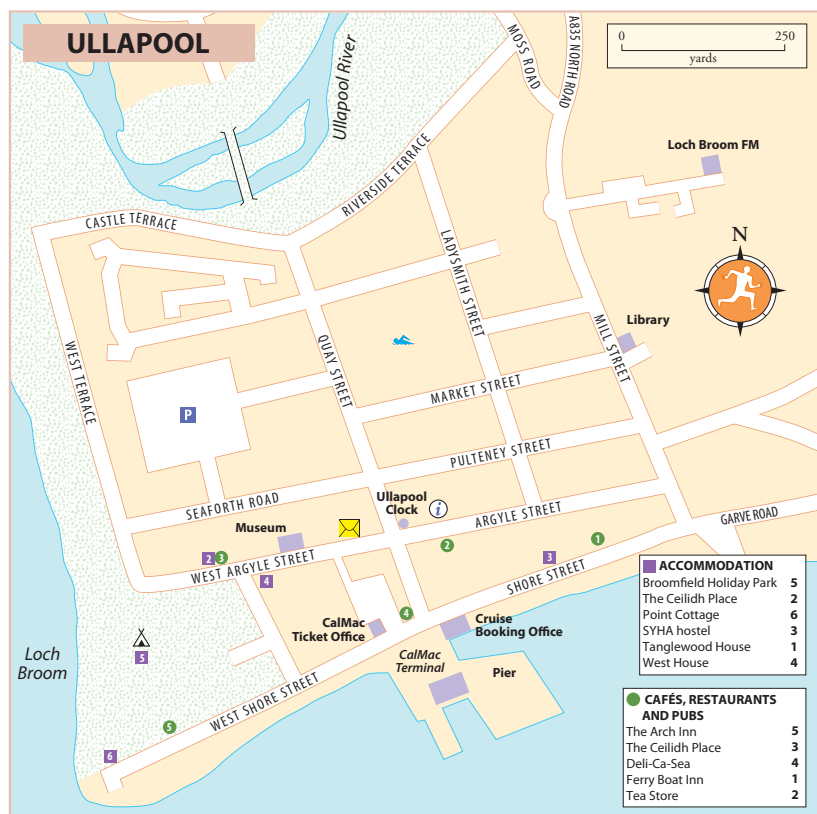 ULLAPOOL
0 250
yards
Ullapool River
MOSS ROAD
A835 NORTH ROAD
Loch Broom FM
RIVERSIDE TERRACE
CASTLE TERRACE
LADYSMITH STREET
N
Library
MILL STREET
WEST TERRACE
QUAY STREET
MARKET STREET
P
PULTENEY STREET
SEAFORTH ROAD
Ullapool
Clock
i
ARGYLE STREET
GARVE ROAD
Museum
2
3
WEST ARGYLE STREET
4
2
1
3
SHORE STREET
4
CalMac
Ticket Office
Cruise
Booking Office
CalMac
Terminal
Pier
Loch
Broom
5
WEST SHORE STREET
5
6
ACCOMMODATION
Broomfield Holiday Park 5
The Ceilidh Place 2
Point Cottage 6
SYHA hostel 3
Tanglewood House 1
West House 4
CAFÉS, RESTAURANTS
AND PUBS
The Arch Inn 5
The Ceilidh Place 3
Deli-Ca-Sea 4
Ferry Boat Inn 1
Tea Store 2